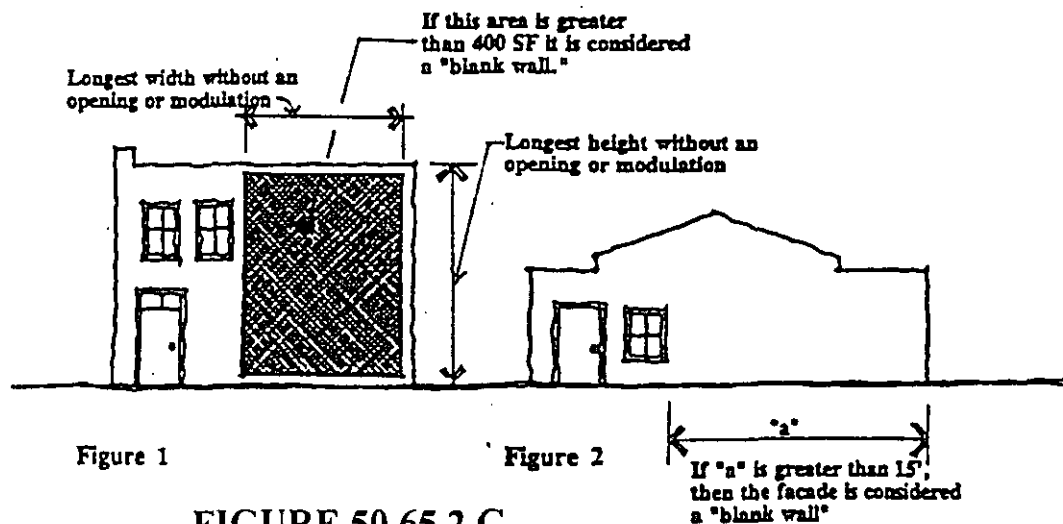 If this area is greater
than 400 SF it is considered
a "blank wall."
Longest width without an
opening or modulation
Longest height without an
opening or modulation
Figure 1
Figure 2
"a"
If "a" is greater than 15',
then the facade is considered
a "blank wall"
FIGURE 50.65.2.C